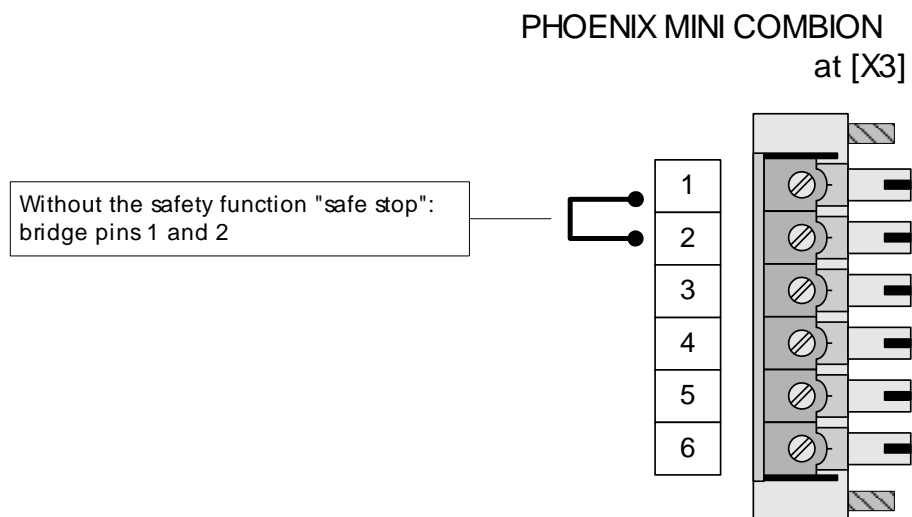 PHOENIX MINI COMBION
at [X3]
Without the safety function "safe stop":
bridge pins 1 and 2
1
2
3
4
5
6